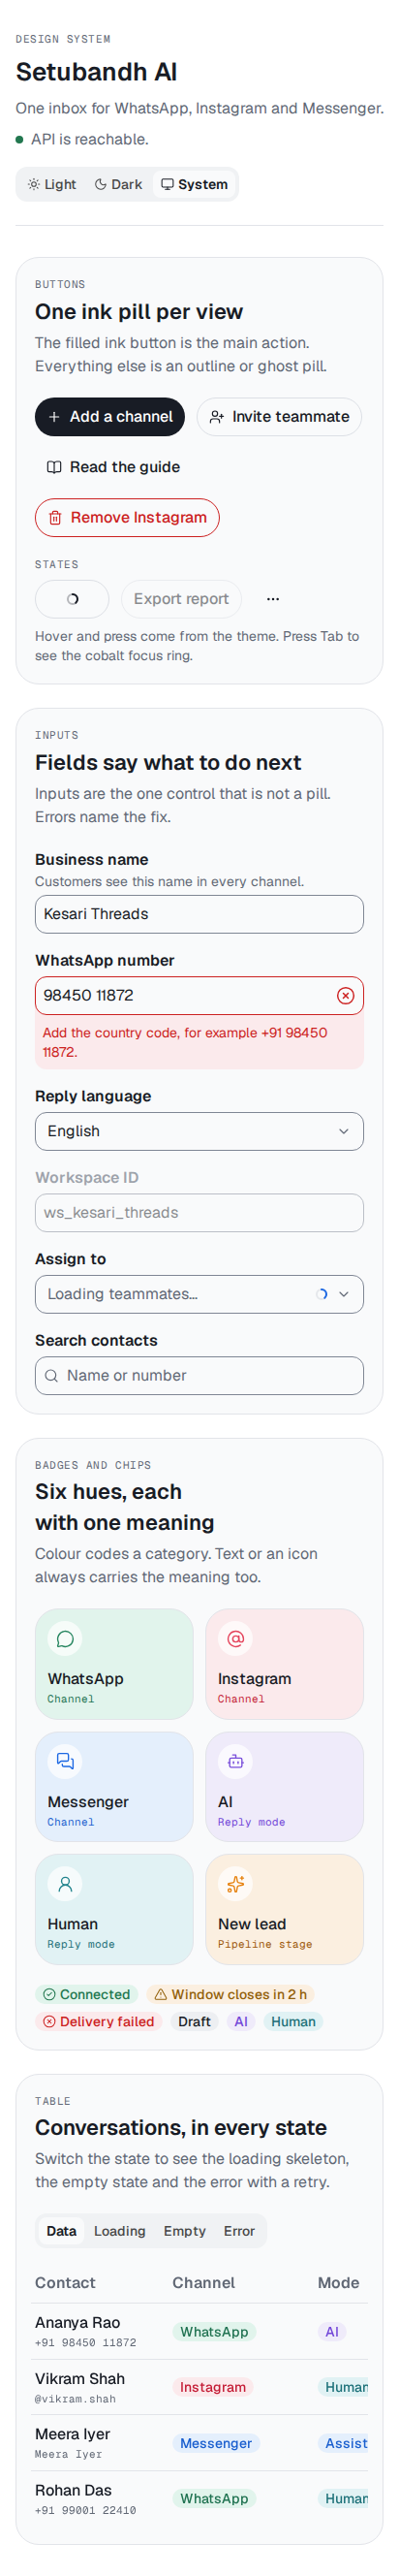 DESIGN SYSTEM
Setubandh AI
One inbox for WhatsApp, Instagram and Messenger.
API is reachable.
Light Dark System
BUTTONS
One ink pill per view
The filled ink button is the main action.
Everything else is an outline or ghost pill.
Add a channel Invite teammate
Read the guide
Remove Instagram
STATES
Export report
Hover and press come from the theme. Press Tab to
see the cobalt focus ring.
INPUTS
Fields say what to do next
Inputs are the one control that is not a pill.
Errors name the fix.
Business name
Customers see this name in every channel.
Kesari Threads
WhatsApp number
98450 11872
Add the country code, for example +91 98450
11872.
Reply language
English
Workspace ID
ws_kesari_threads
Assign to
Loading teammates...
Search contacts
Name or number
BADGES AND CHIPS
Six hues, each
with one meaning
Colour codes a category. Text or an icon
always carries the meaning too.
WhatsApp Instagram
Channel Channel
Messenger AI
Channel Reply mode
Human New lead
Reply mode Pipeline stage
Connected Window closes in 2 h
Delivery failed Draft AI Human
TABLE
Conversations, in every state
Switch the state to see the loading skeleton,
the empty state and the error with a retry.
Data Loading Empty Error
Contact Channel Mode
Ananya Rao WhatsApp AI
+91 98450 11872
Vikram Shah Instagram Human
@vikram.shah
Meera Iyer Messenger Assist
Meera Iyer
Rohan Das WhatsApp Human
+91 99001 22410